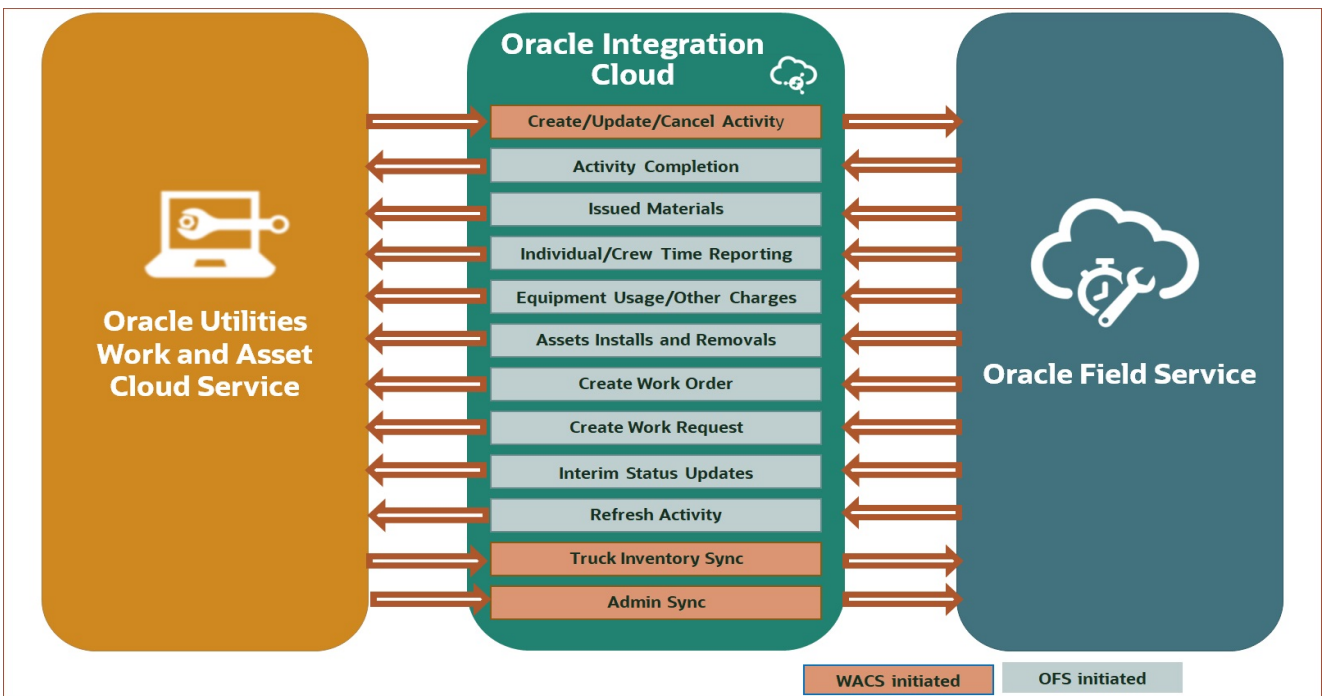 Oracle Integration
Cloud
Create/Update/Cancel Activity
Activity Completion
Issued Materials
Individual/Crew Time Reporting
Equipment Usage/Other Charges
Assets Installs and Removals
Create Work Order
Create Work Request
Interim Status Updates
Refresh Activity
Truck Inventory Sync
Admin Sync
Oracle Utilities
Work and Asset
Cloud Service
Oracle Field Service
WACS initiated
OFS initiated